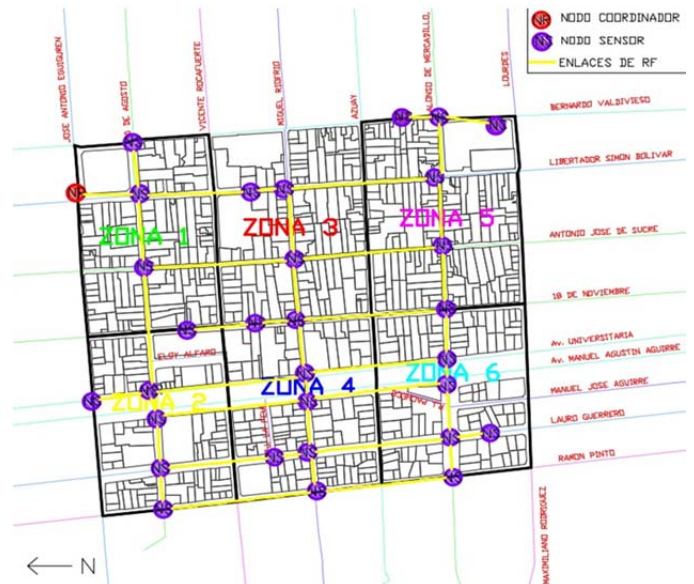 NR NODO COORDINADOR
NS NODO SENSOR
ENLACES DE RF
JOSE ANTONIO EGUIGUREN
DE AGOSTO
VICENTE ROCAFUERTE
MIGUEL RIOFRIO
AZUAY
ALONSO DE MERCADILLO
LOURDES
BERNARDO VALDIVIESO
LIBERTADOR SIMON BOLIVAR
ANTONIO JOSE DE SUCRE
18 DE NOVIEMBRE
Av. UNIVERSITARIA
Av. MANUEL AGUSTIN AGUIRRE
MANUEL JOSE AGUIRRE
LAURO GUERRERO
RAMON PINTO
MAXIMILIANO RODRIGUEZ
ZONA 1
ZONA 3
ZONA 5
ELOY ALFARO
ZONA 2
ZONA 4
ZONA 6
N